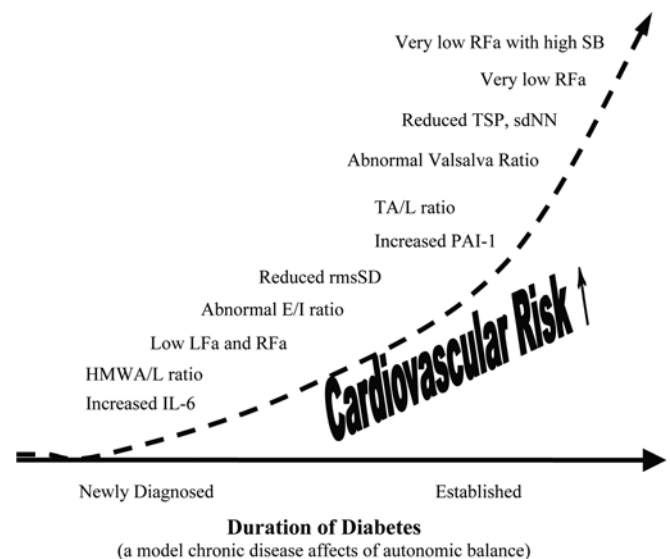 Very low RFa with high SB
Very low RFa
Reduced TSP, sdNN
Abnormal Valsalva Ratio
TA/L ratio
Increased PAI-1
Reduced rmsSD
Abnormal E/I ratio
Low LFa and RFa
HMWA/L ratio
Increased IL-6
Cardiovascular Risk ↑
Newly Diagnosed
Established
Duration of Diabetes
(a model chronic disease affects of autonomic balance)